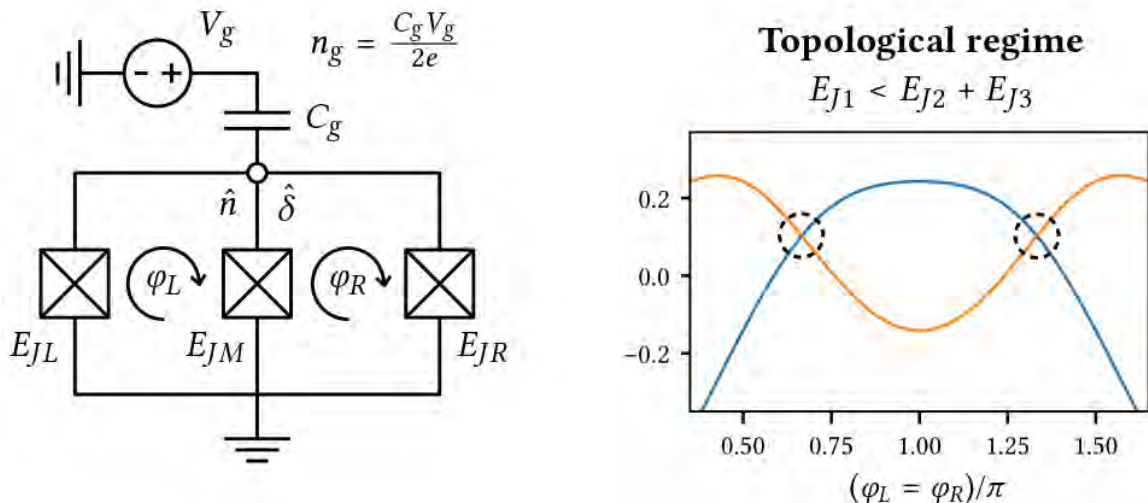 V_g
n_g = C_g V_g / 2e
- +
C_g
n̂ δ̂
φ_L φ_R
E_JL E_JM E_JR
Topological regime
E_J1 < E_J2 + E_J3
0.2
0.0
−0.2
0.50 0.75 1.00 1.25 1.50
(φ_L = φ_R)/π